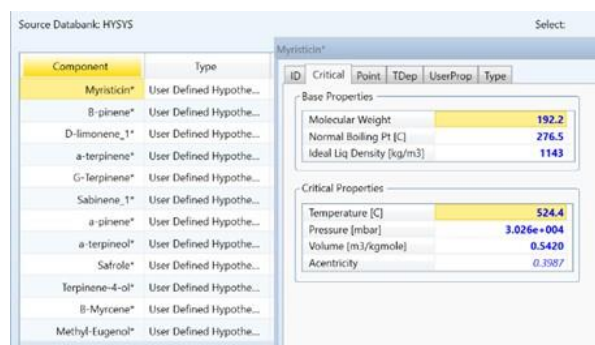 Source Databank: HYSYS
Select:
Component Type
Myristicin* User Defined Hypothe...
B-pinene* User Defined Hypothe...
D-limonene_1* User Defined Hypothe...
a-terpinene* User Defined Hypothe...
G-Terpinene* User Defined Hypothe...
Sabinene_1* User Defined Hypothe...
a-pinene* User Defined Hypothe...
a-terpineol* User Defined Hypothe...
Safrole* User Defined Hypothe...
Terpinene-4-ol* User Defined Hypothe...
B-Myrcene* User Defined Hypothe...
Methyl-Eugenol* User Defined Hypothe...
Myristicin*
ID Critical Point TDep UserProp Type
Base Properties
Molecular Weight 192.2
Normal Boiling Pt [C] 276.5
Ideal Liq Density [kg/m3] 1143
Critical Properties
Temperature [C] 524.4
Pressure [mbar] 3.026e+004
Volume [m3/kgmole] 0.5420
Acentricity 0.3987